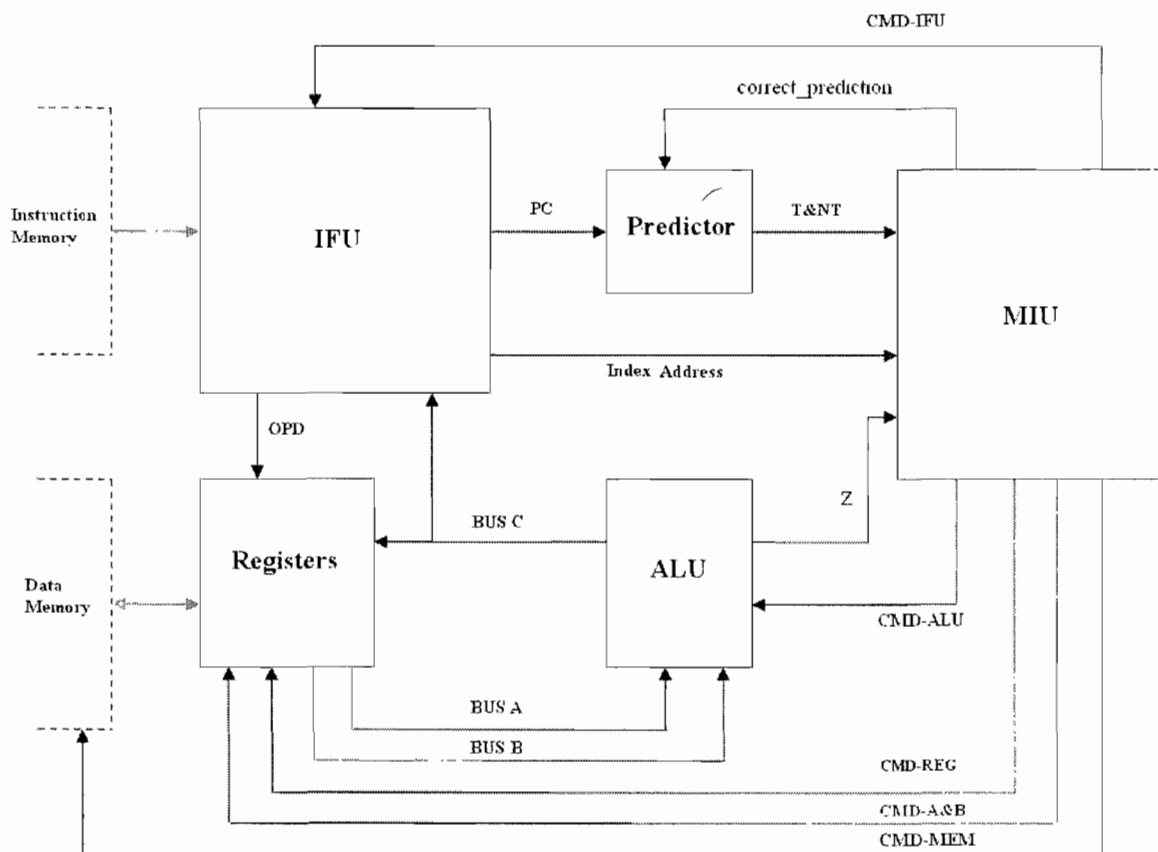 CMD-IFU
correct_prediction
Instruction
Memory
IFU
PC
Predictor
T&NT
MIU
Index Address
OPD
Z
BUS C
Registers
ALU
Data
Memory
CMD-ALU
BUS A
BUS B
CMD-REG
CMD-A&B
CMD-MEM